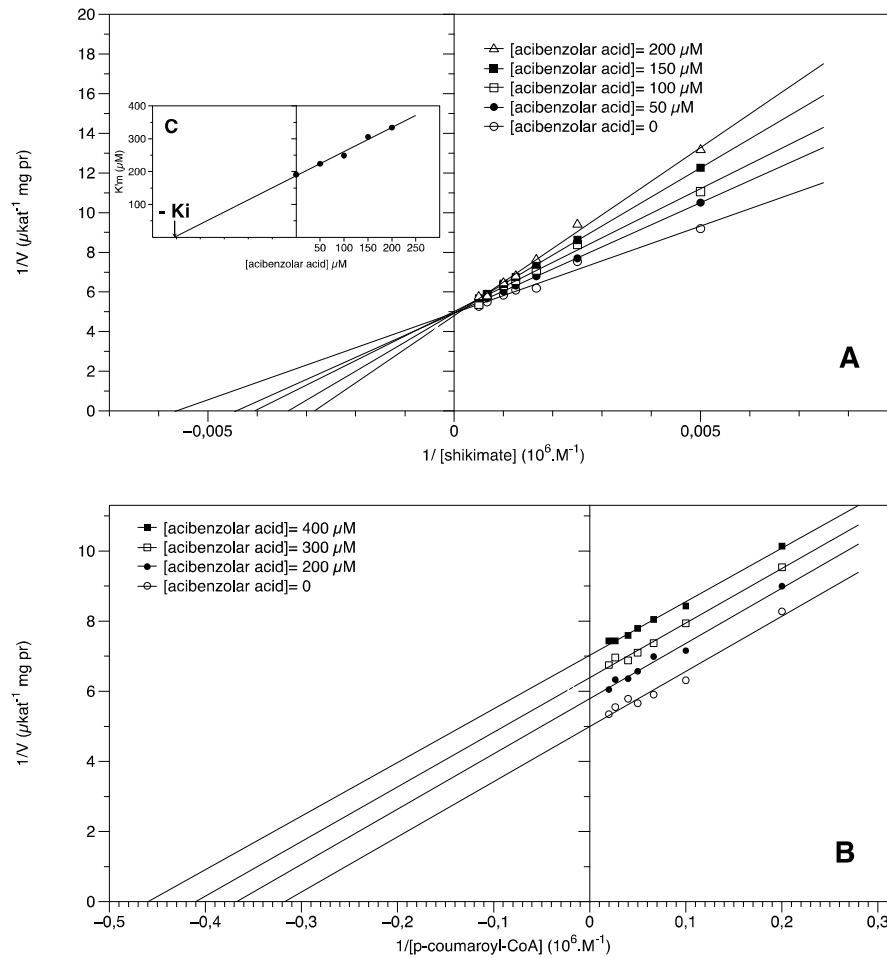 20
18
16
14
12
10
8
6
4
2
0
1/V (µkat⁻¹ mg pr)
[acibenzolar acid]= 200 µM
[acibenzolar acid]= 150 µM
[acibenzolar acid]= 100 µM
[acibenzolar acid]= 50 µM
[acibenzolar acid]= 0
C
400
300
200
100
K'm (µM)
- Ki
50 100 150 200 250
[acibenzolar acid] µM
A
−0,005 0 0,005
1/ [shikimate] (10⁶.M⁻¹)
[acibenzolar acid]= 400 µM
[acibenzolar acid]= 300 µM
[acibenzolar acid]= 200 µM
[acibenzolar acid]= 0
10
8
6
4
2
0
1/V (µkat⁻¹ mg pr)
B
−0,5 −0,4 −0,3 −0,2 −0,1 0 0,1 0,2 0,3
1/[p-coumaroyl-CoA] (10⁶.M⁻¹)